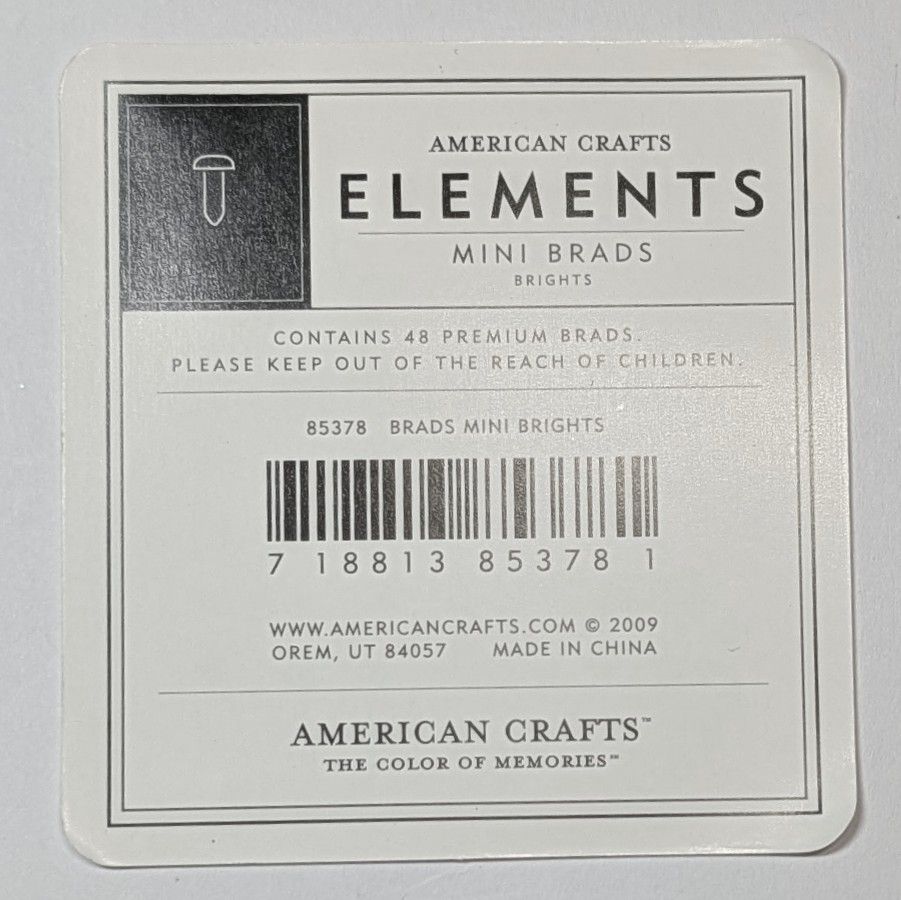 AMERICAN CRAFTS
ELEMENTS
MINI BRADS
BRIGHTS
CONTAINS 48 PREMIUM BRADS.
PLEASE KEEP OUT OF THE REACH OF CHILDREN.
85378 BRADS MINI BRIGHTS
7 18813 85378 1
WWW.AMERICANCRAFTS.COM © 2009
OREM, UT 84057 MADE IN CHINA
AMERICAN CRAFTS™
THE COLOR OF MEMORIES™